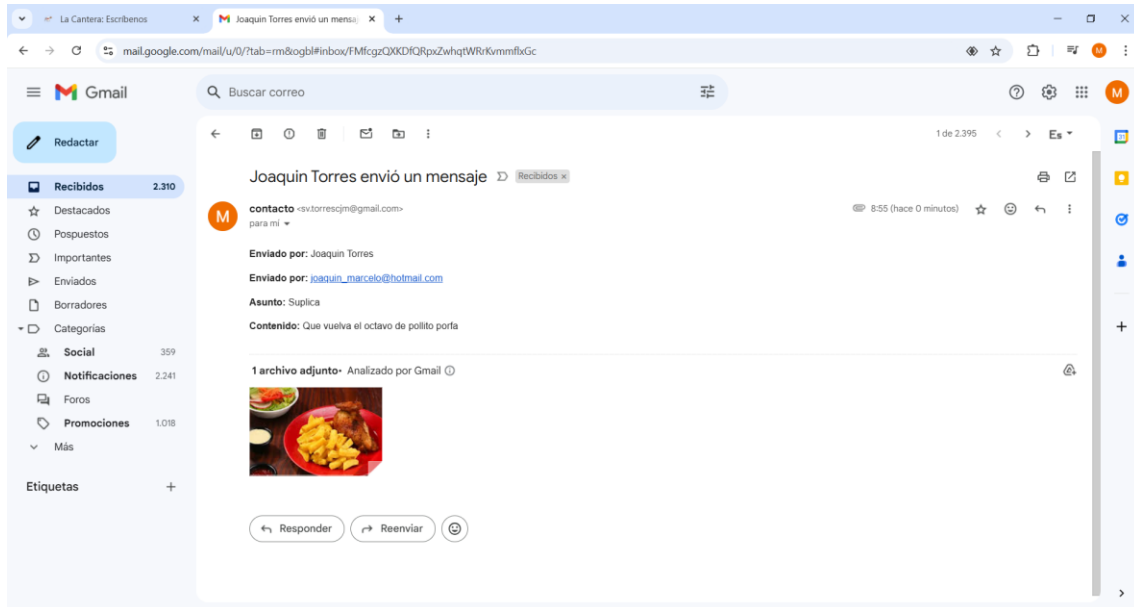 La Cantera: Escríbenos
Joaquin Torres envió un mensaj
mail.google.com/mail/u/0/?tab=rm&ogbl#inbox/FMfcgzQXKDfQRpxZwhqtWRrKvmmflxGc
M
Gmail
Buscar correo
M
Redactar
1 de 2.395
Es
31
Joaquin Torres envió un mensaje
Recibidos ×
Recibidos 2.310
Destacados
Pospuestos
Importantes
Enviados
Borradores
Categorías
Social 359
Notificaciones 2.241
Foros
Promociones 1.018
Más
Etiquetas
M
contacto <sv.torrescjm@gmail.com>
8:55 (hace 0 minutos)
para mí
Enviado por: Joaquin Torres
Enviado por: joaquin_marcelo@hotmail.com
Asunto: Suplica
Contenido: Que vuelva el octavo de pollito porfa
1 archivo adjunto• Analizado por Gmail
Responder
Reenviar